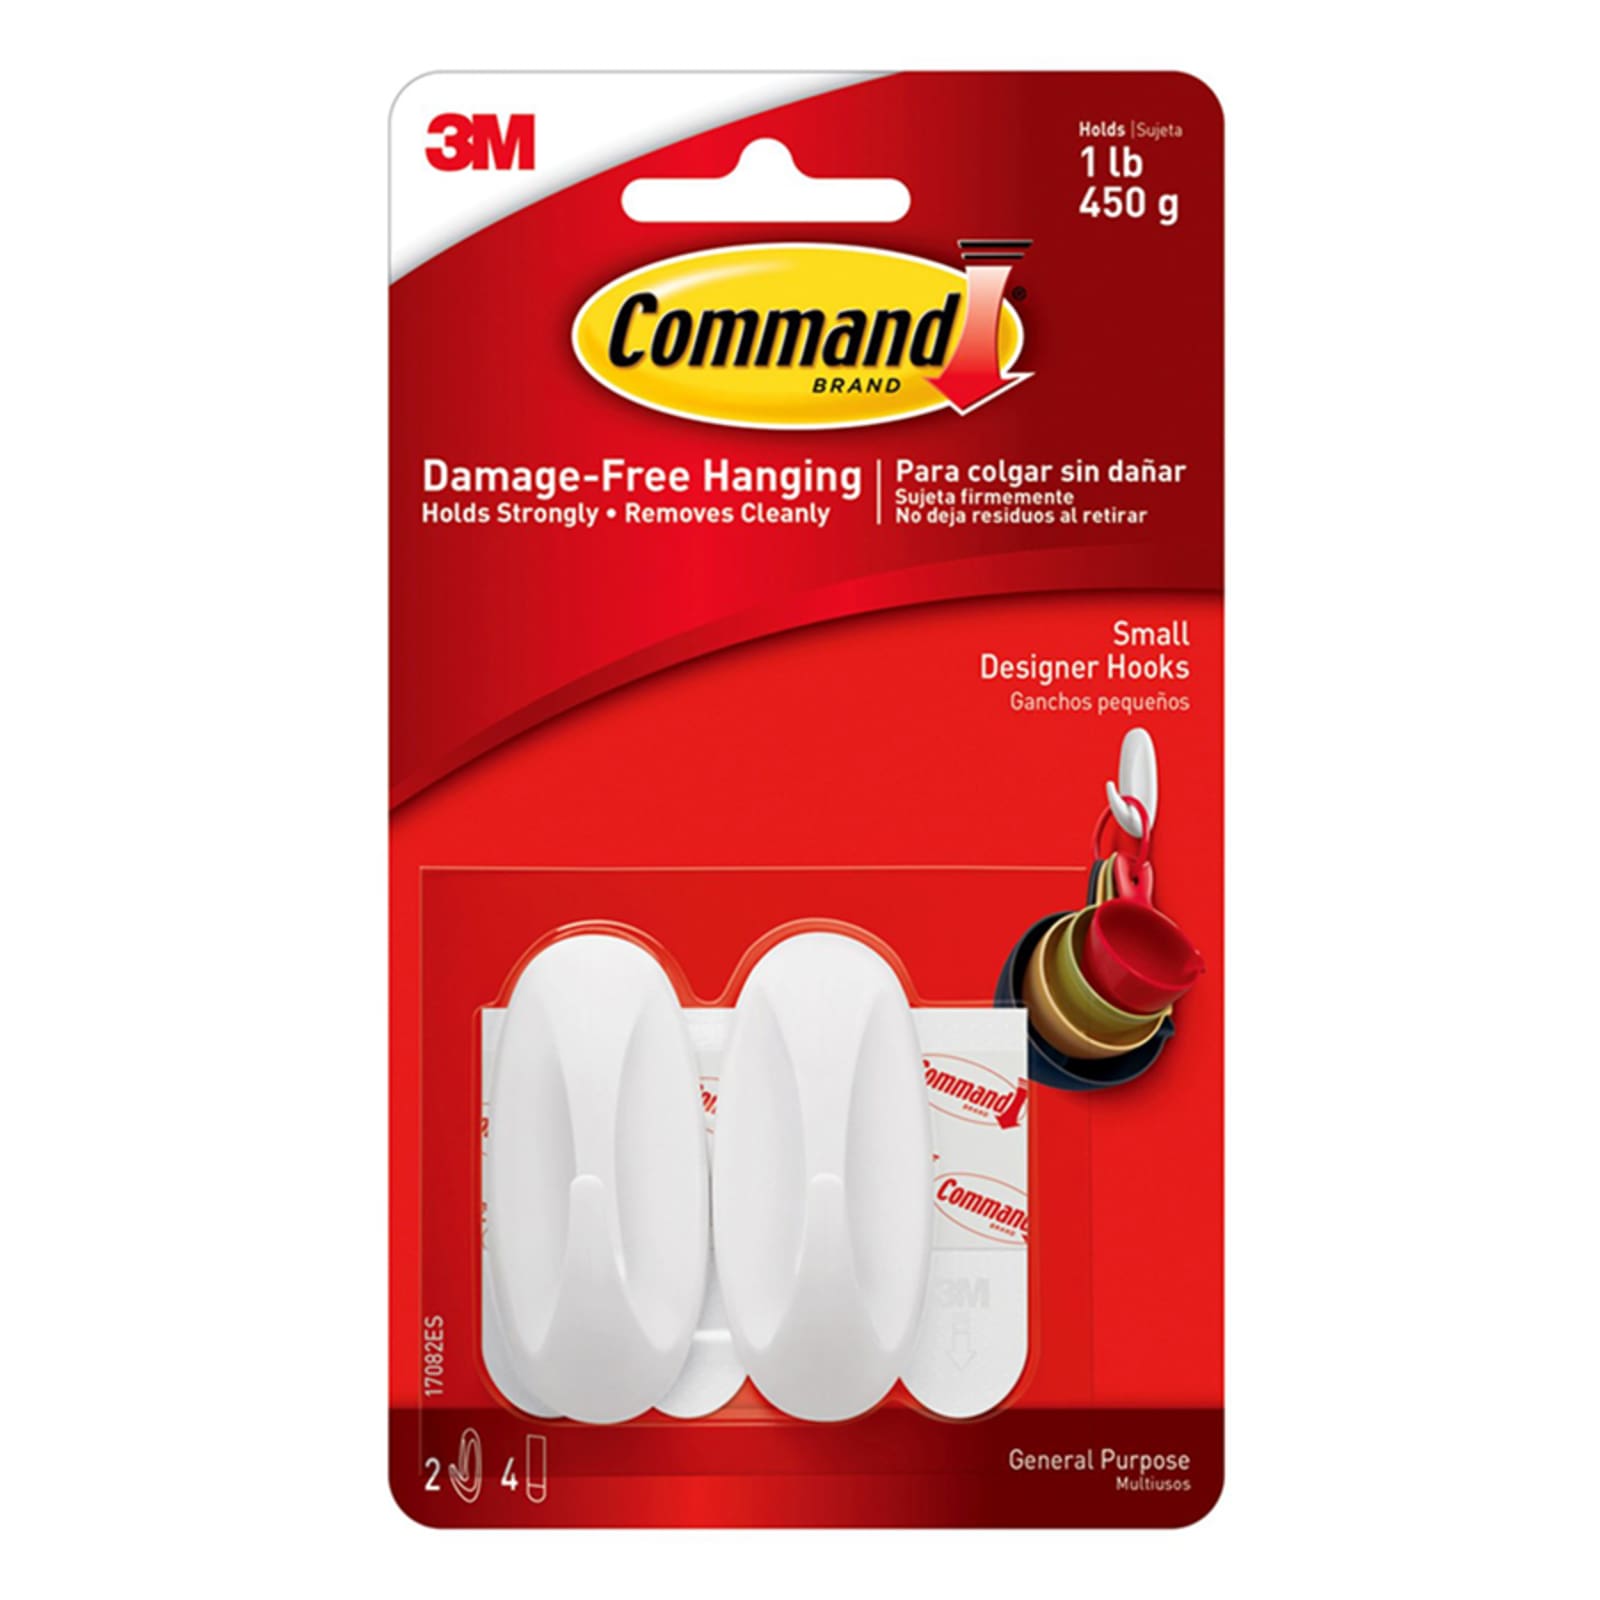 3M
Holds | Sujeta
1 lb
450 g
Command®
BRAND
Damage-Free Hanging
Holds Strongly • Removes Cleanly
Para colgar sin dañar
Sujeta firmemente
No deja residuos al retirar
Small
Designer Hooks
Ganchos pequeños
Command
BRAND
Comman
BRAND
3M
17082ES
2
4
General Purpose
Multiusos